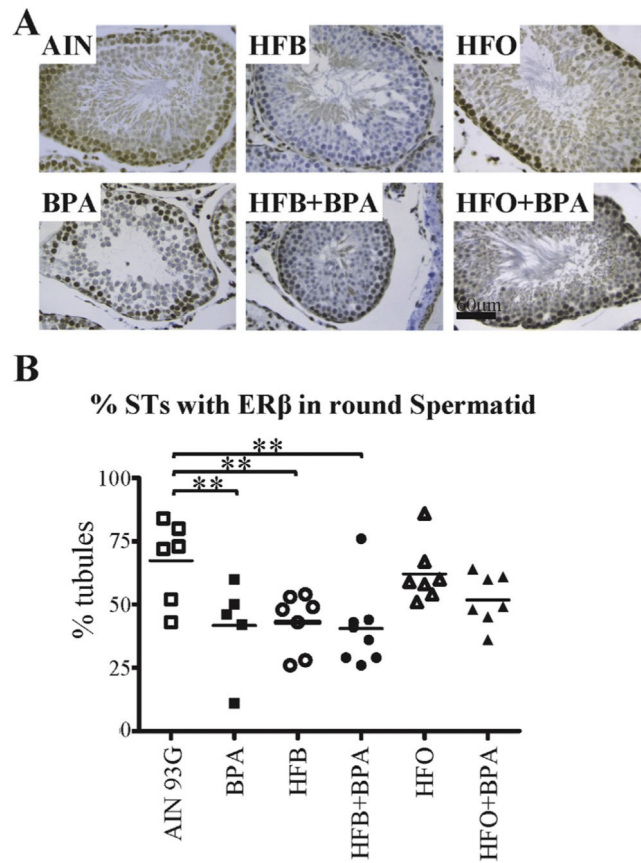 A
AIN
HFB
HFO
BPA
HFB+BPA
HFO+BPA
60µm
B
% STs with ERβ in round Spermatid
**
**
**
% tubules
100
75
50
25
0
AIN 93G
BPA
HFB
HFB+BPA
HFO
HFO+BPA